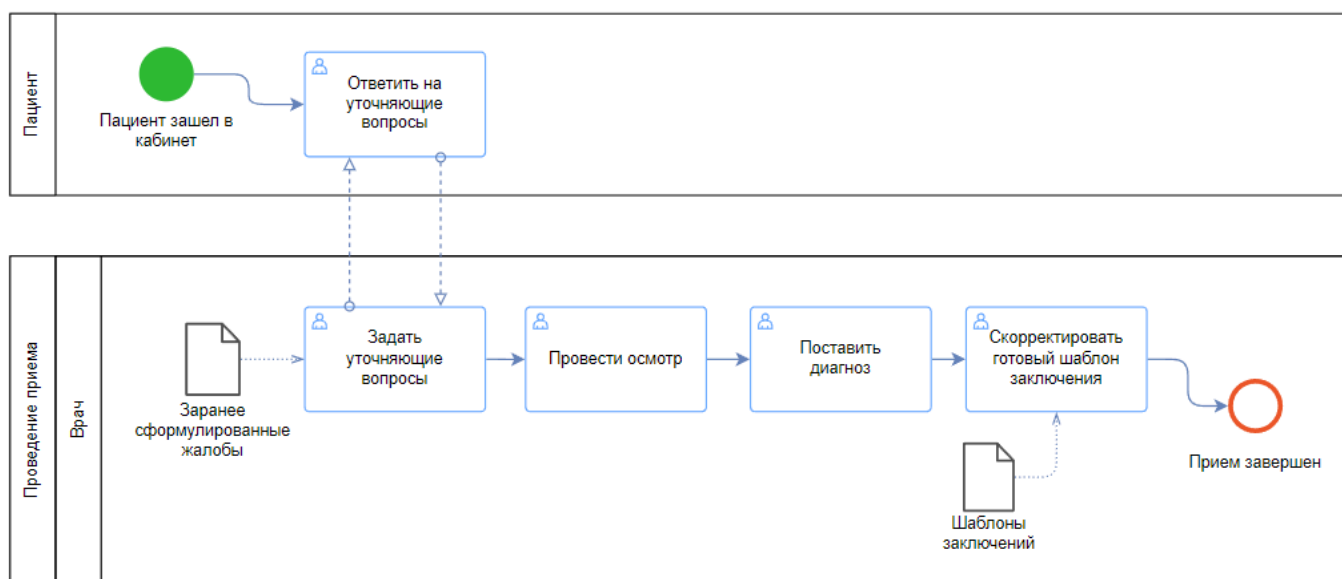 Пациент
Пациент зашел в
кабинет
Ответить на
уточняющие
вопросы
Проведение приема
Врач
Заранее
сформулированные
жалобы
Задать
уточняющие
вопросы
Провести осмотр
Поставить
диагноз
Скорректировать
готовый шаблон
заключения
Шаблоны
заключений
Прием завершен